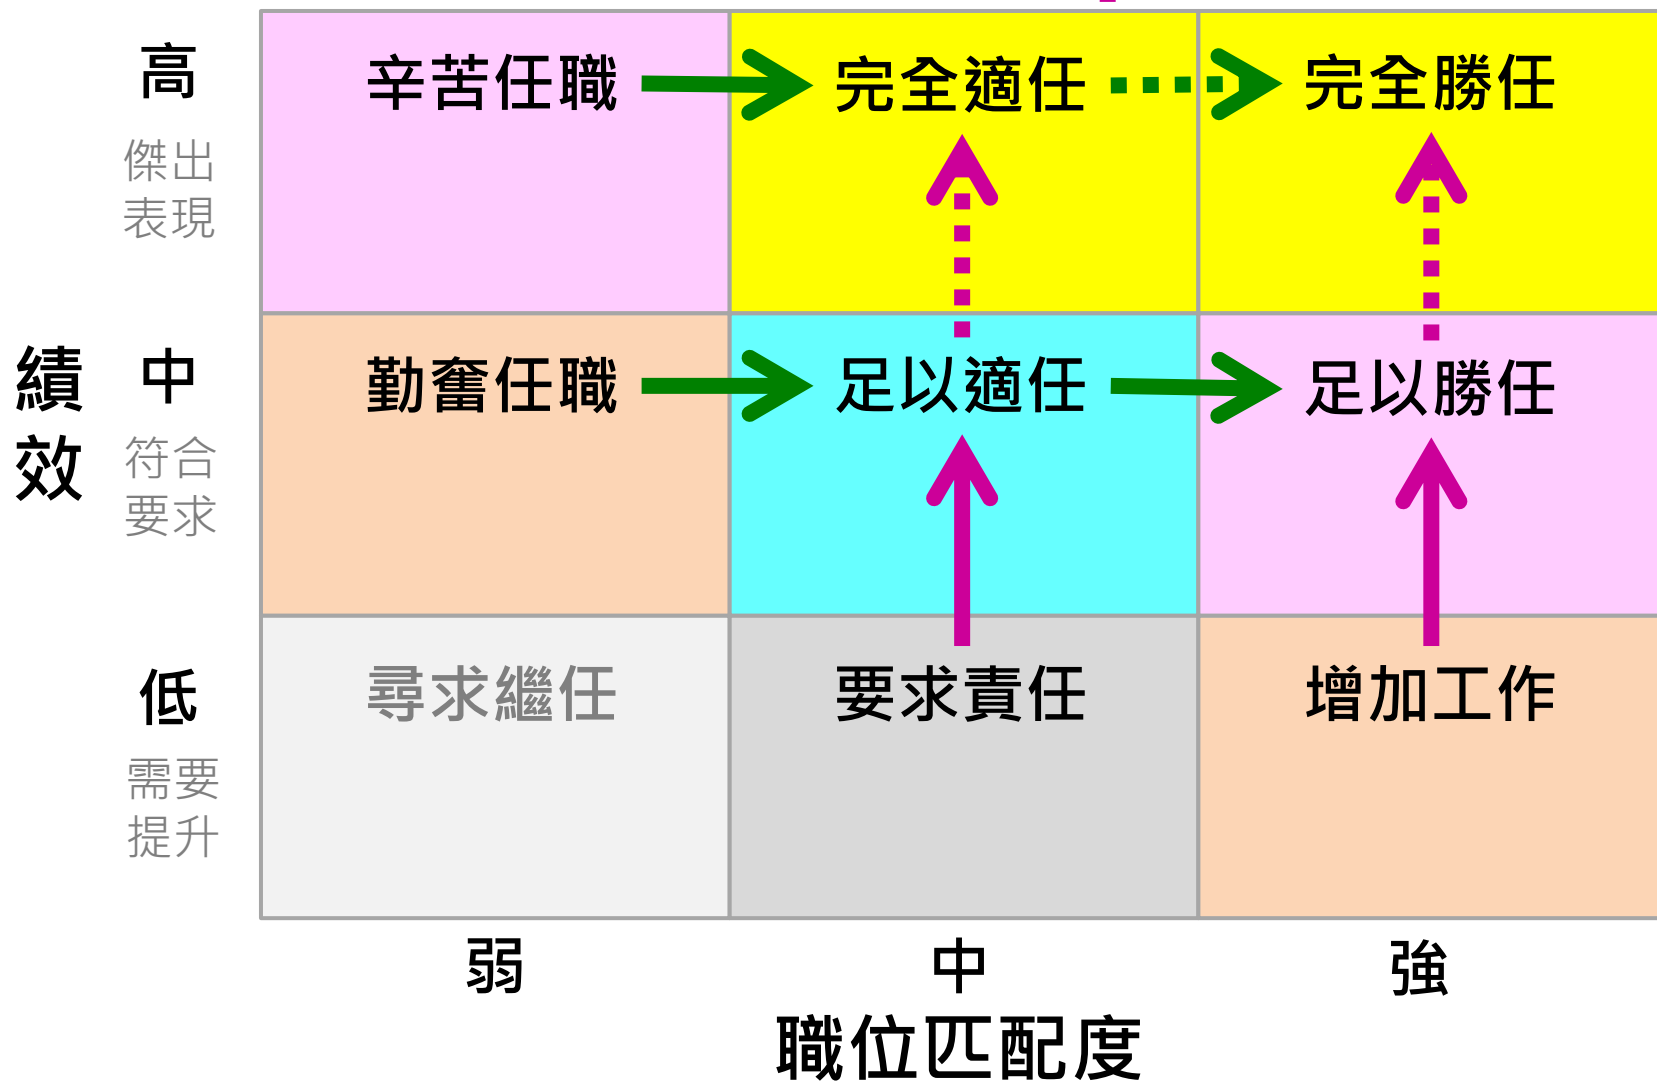 高
傑出
表現
辛苦任職
完全適任
完全勝任
績
效
中
符合
要求
勤奮任職
足以適任
足以勝任
低
需要
提升
尋求繼任
要求責任
增加工作
弱
中
強
職位匹配度